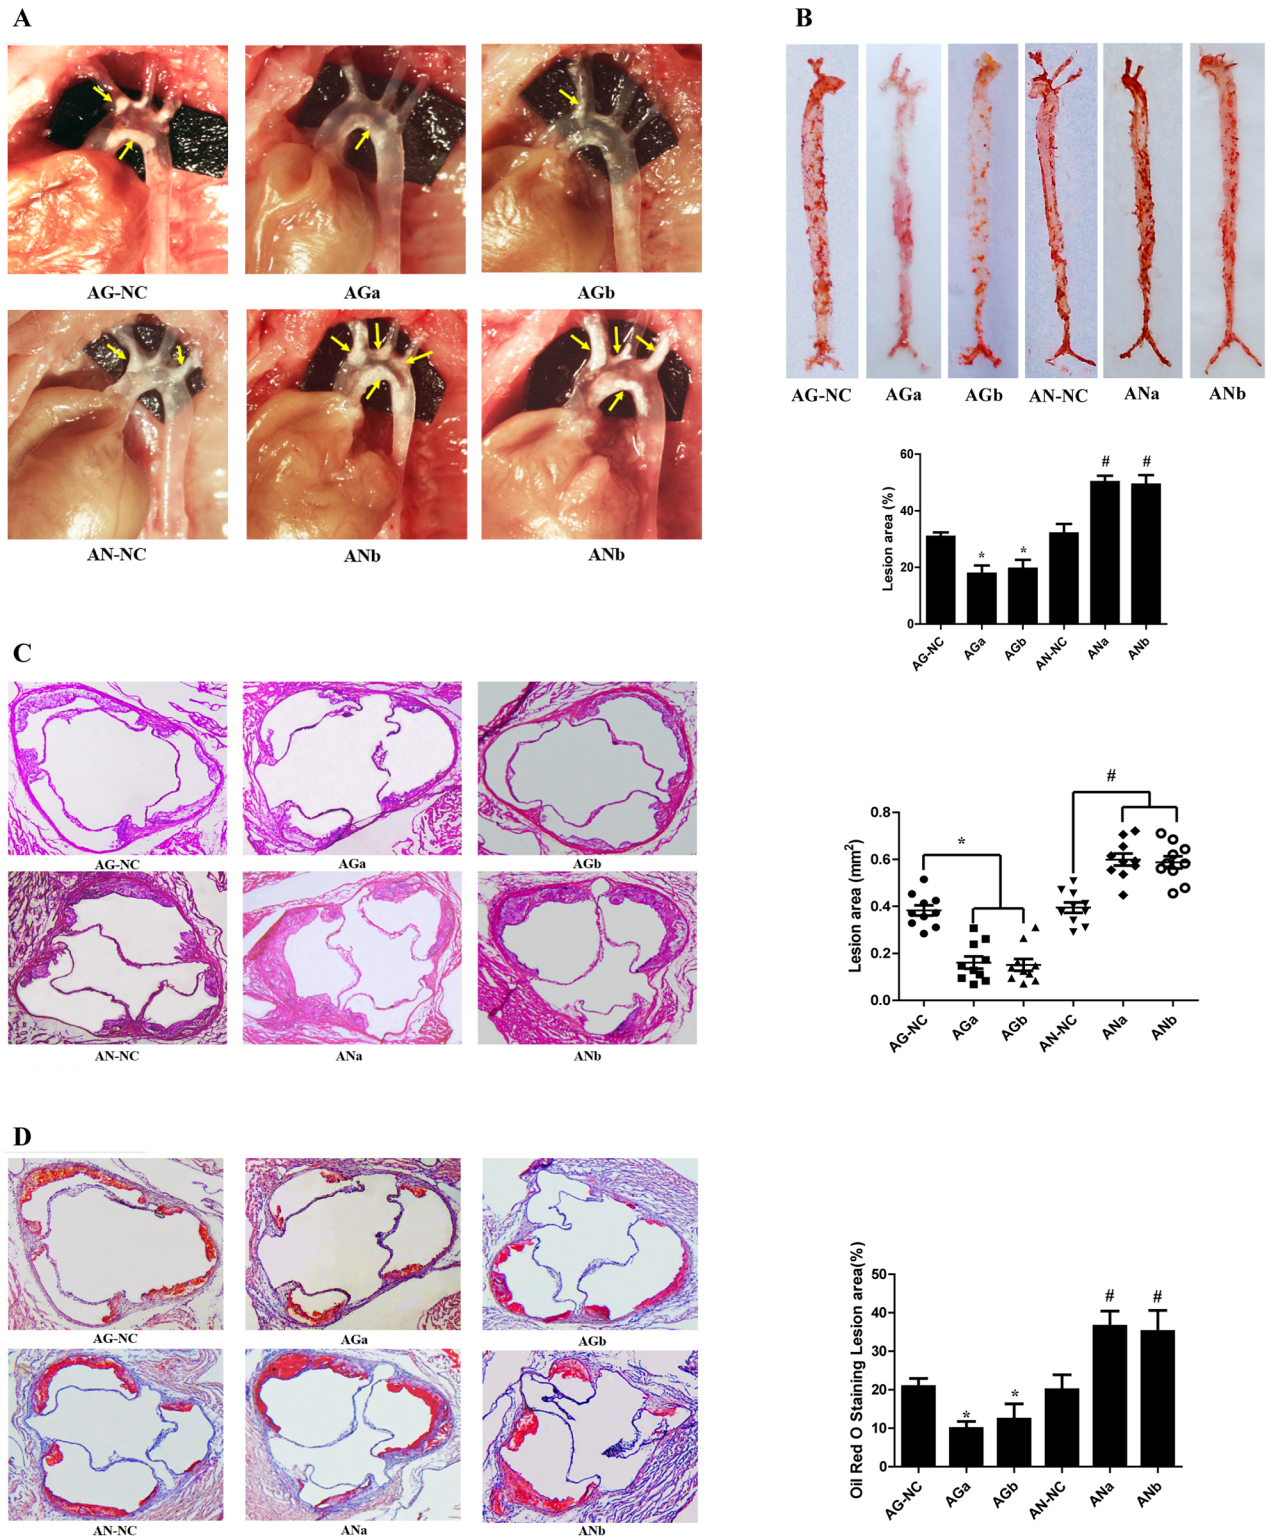 A
B
AG-NC
AGa
AGb
AN-NC
ANb
ANb
AG-NC
AGa
AGb
AN-NC
ANa
ANb
Lesion area (%)
60
40
20
0
*
*
#
#
AG-NC
AGa
AGb
AN-NC
ANa
ANb
C
AG-NC
AGa
AGb
AN-NC
ANa
ANb
Lesion area (mm²)
0.8
0.6
0.4
0.2
0.0
*
#
AG-NC
AGa
AGb
AN-NC
ANa
ANb
D
AG-NC
AGa
AGb
AN-NC
ANa
ANb
Oil Red O Staining Lesion area(%)
50
40
30
20
10
0
*
*
#
#
AG-NC
AGa
AGb
AN-NC
ANa
ANb